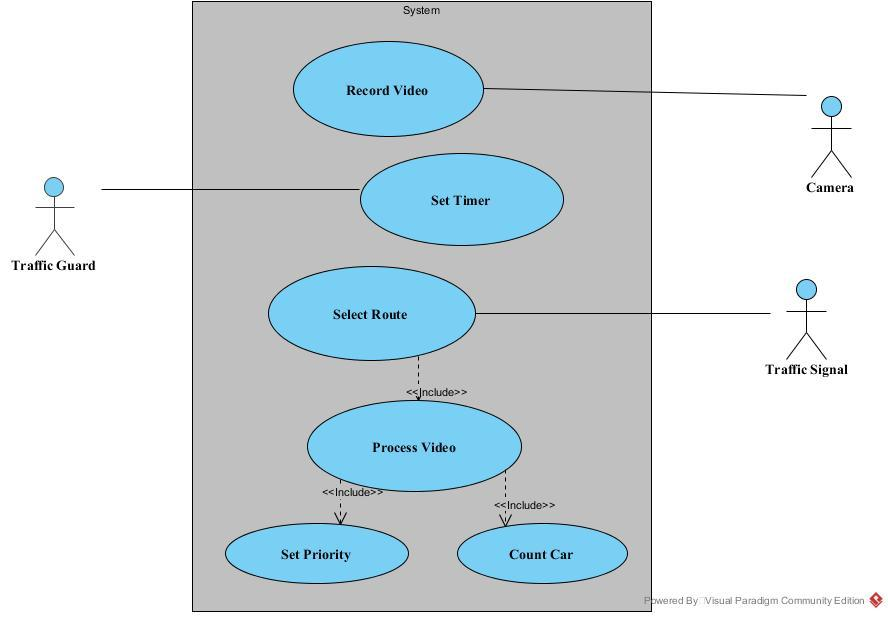 System
Record Video
Camera
Set Timer
Traffic Guard
Select Route
Traffic Signal
<<Include>>
Process Video
<<Include>>
<<Include>>
Set Priority
Count Car
Powered By Visual Paradigm Community Edition